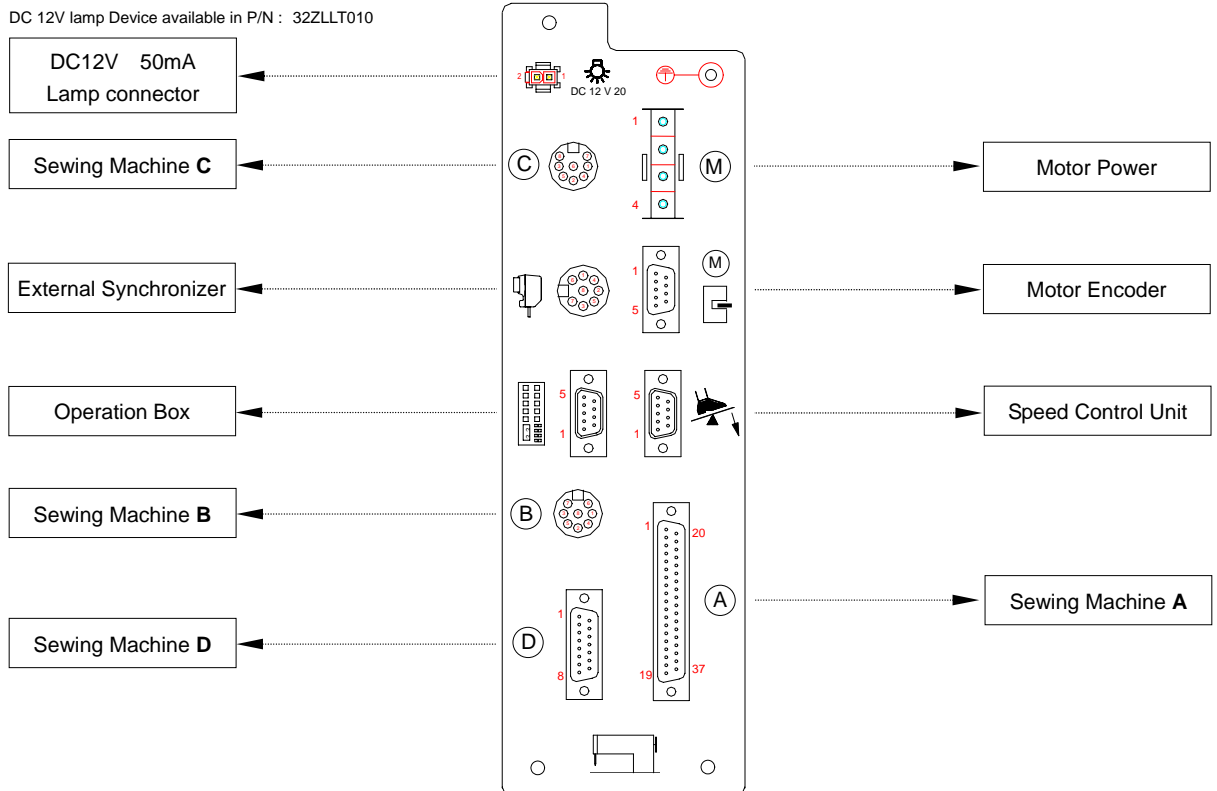 DC 12V lamp Device available in P/N : 32ZLLT010
DC12V 50mA
Lamp connector
2
1
DC 12 V 20
Sewing Machine C
C
1
4
M
Motor Power
External Synchronizer
1
5
M
Motor Encoder
Operation Box
5
1
5
1
Speed Control Unit
Sewing Machine B
B
1
20
19
37
A
Sewing Machine A
Sewing Machine D
D
1
8